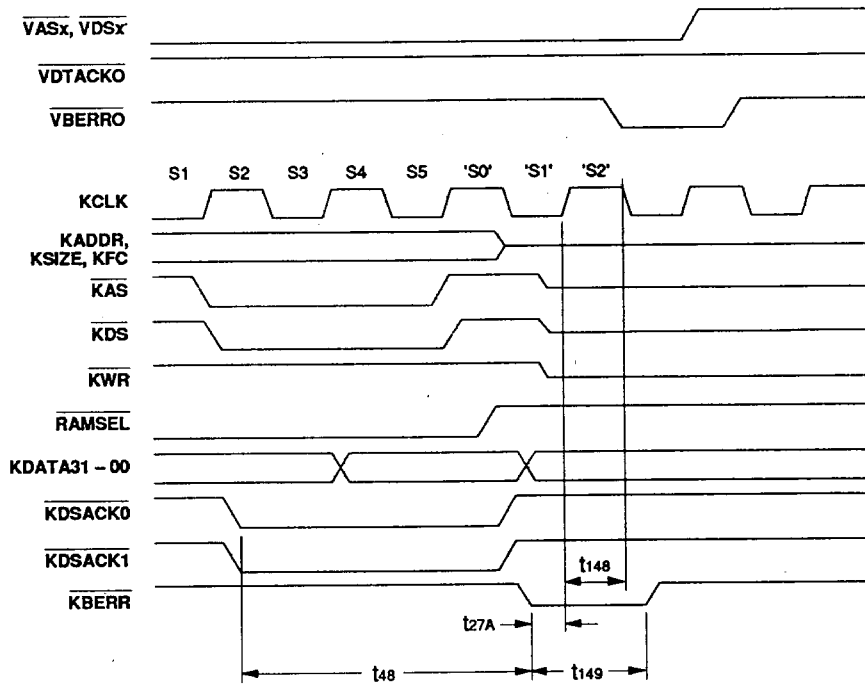 VASx, VDSx
VDTACKO
VBERRO
S1 S2 S3 S4 S5 'S0' 'S1' 'S2'
KCLK
KADDR,
KSIZE, KFC
KAS
KDS
KWR
RAMSEL
KDATA31 – 00
KDSACK0
KDSACK1
t148
KBERR
t27A
t48 t149